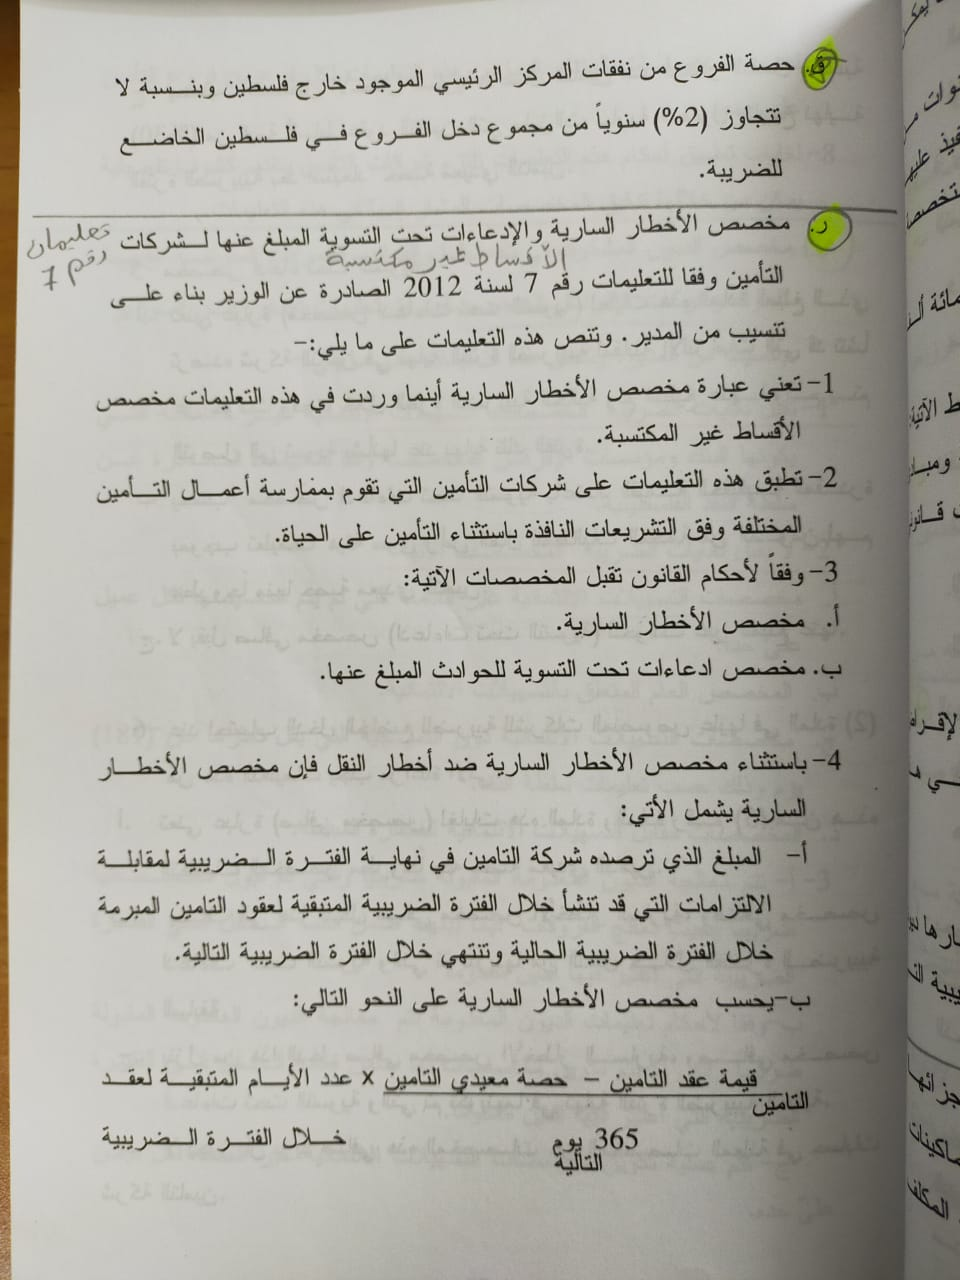 ق. حصة الفروع من نفقات المركز الرئيسي الموجود خارج فلسطين وبنسبة لا
تتجاوز (2%) سنوياً من مجموع دخل الفروع في فلسطين الخاضع
للضريبة.
ر. مخصص الأخطار السارية والإدعاءات تحت التسوية المبلغ عنها لشركات
تعليمات
رقم 7
الأقساط غير مكتسبة
التأمين وفقا للتعليمات رقم 7 لسنة 2012 الصادرة عن الوزير بناء على
تنسيب من المدير. وتنص هذه التعليمات على ما يلي:-
1- تعني عبارة مخصص الأخطار السارية أينما وردت في هذه التعليمات مخصص
الأقساط غير المكتسبة.
2- تطبق هذه التعليمات على شركات التأمين التي تقوم بممارسة أعمال التأمين
المختلفة وفق التشريعات النافذة باستثناء التأمين على الحياة.
3- وفقاً لأحكام القانون تقبل المخصصات الآتية:
أ. مخصص الأخطار السارية.
ب. مخصص ادعاءات تحت التسوية للحوادث المبلغ عنها.
4- باستثناء مخصص الأخطار السارية ضد أخطار النقل فإن مخصص الأخطار
السارية يشمل الأتي:
أ- المبلغ الذي ترصده شركة التامين في نهاية الفترة الضريبية لمقابلة
الالتزامات التي قد تنشأ خلال الفترة الضريبية المتبقية لعقود التامين المبرمة
خلال الفترة الضريبية الحالية وتنتهي خلال الفترة الضريبية التالية.
ب- يحسب مخصص الأخطار السارية على النحو التالي:
قيمة عقد التامين – حصة معيدي التامين x عدد الأيام المتبقية لعقد
التامين
365 يوم خلال الفترة الضريبية
التالية